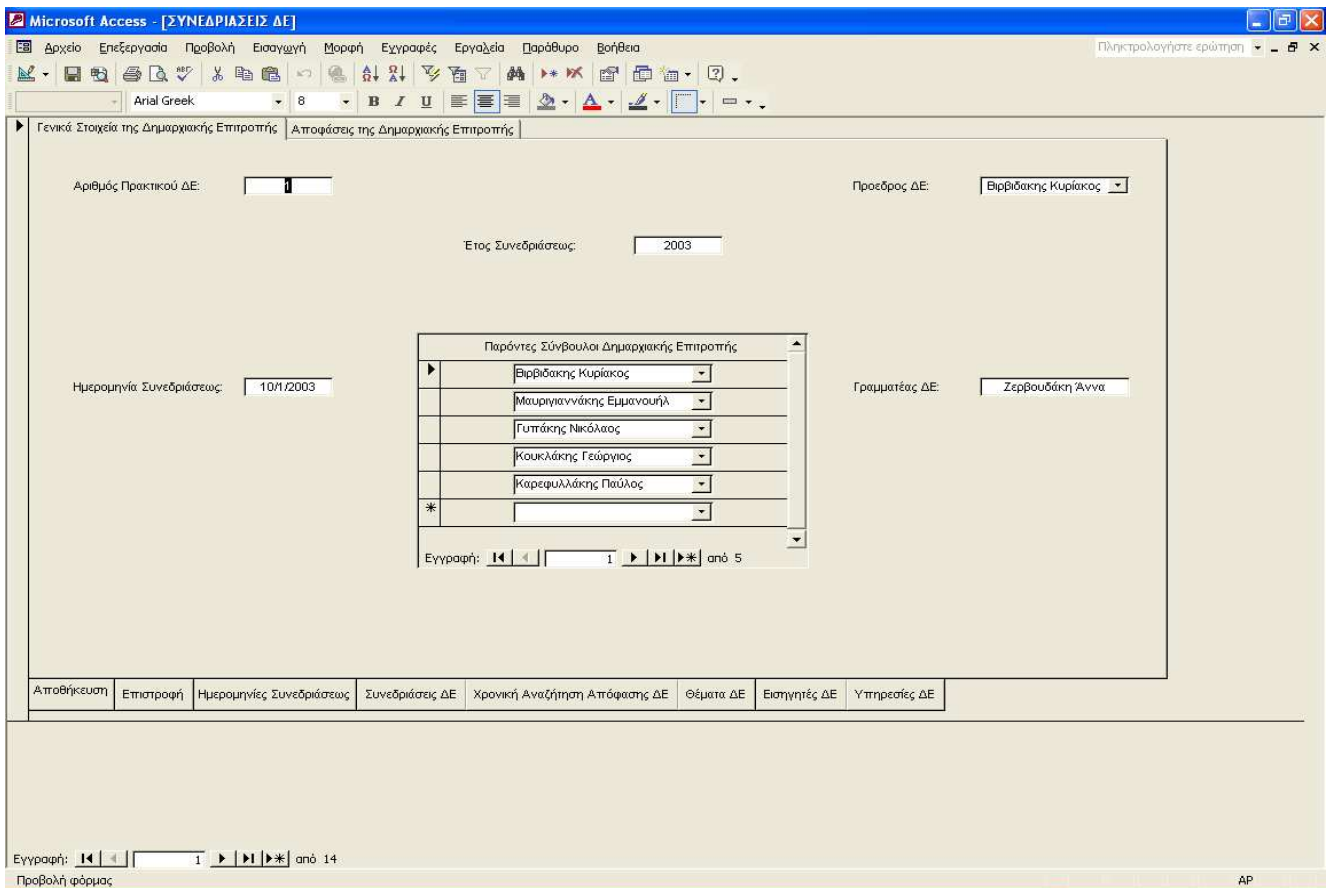 Microsoft Access - [ΣΥΝΕΔΡΙΑΣΕΙΣ ΔΕ]
Αρχείο Επεξεργασία Προβολή Εισαγωγή Μορφή Εγγραφές Εργαλεία Παράθυρο Βοήθεια Πληκτρολογήστε ερώτηση
Arial Greek 8 B I U
Γενικά Στοιχεία της Δημαρχιακής Επιτροπής Αποφάσεις της Δημαρχιακής Επιτροπής
Αριθμός Πρακτικού ΔΕ: 1 Προεδρος ΔΕ: Βιρβιδακης Κυρίακος
Έτος Συνεδριάσεως: 2003
Παρόντες Σύνβουλοι Δημαρχιακής Επιτροπής
Βιρβιδακης Κυρίακος
Ημερομηνία Συνεδριάσεως: 10/1/2003 Γραμματέας ΔΕ: Ζερβουδάκη Άννα
Μαυριγιαννάκης Εμμανουήλ
Γυπάκης Νικόλαος
Κουκλάκης Γεώργιος
Καρεφυλλάκης Παύλος
Εγγραφή: 1 από 5
Αποθήκευση Επιστροφή Ημερομηνίες Συνεδριάσεως Συνεδριάσεις ΔΕ Χρονική Αναζήτηση Απόφασης ΔΕ Θέματα ΔΕ Εισηγητές ΔΕ Υπηρεσίες ΔΕ
Εγγραφή: 1 από 14
Προβολή φόρμας AP